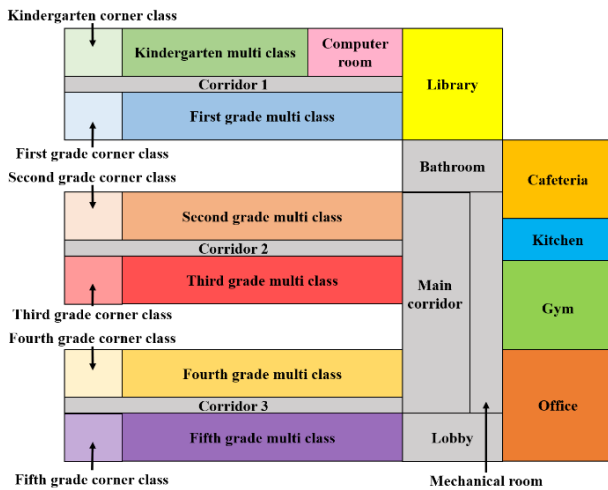 Kindergarten corner class
Kindergarten multi class
Computer
room
Corridor 1
Library
First grade multi class
First grade corner class
Second grade corner class
Bathroom
Cafeteria
Second grade multi class
Corridor 2
Kitchen
Third grade multi class
Main
corridor
Third grade corner class
Gym
Fourth grade corner class
Fourth grade multi class
Corridor 3
Office
Fifth grade multi class
Lobby
Fifth grade corner class
Mechanical room